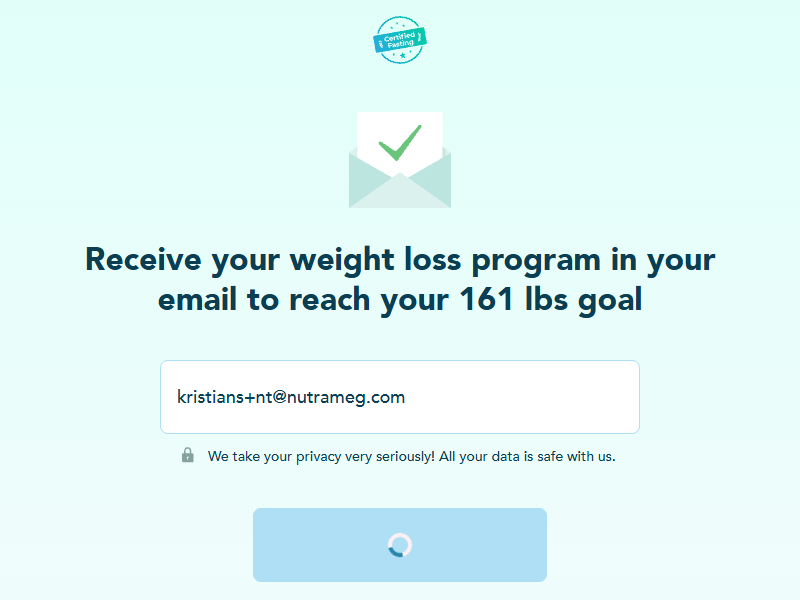 Certified
Fasting
Receive your weight loss program in your
email to reach your 161 lbs goal
kristians+nt@nutrameg.com
We take your privacy very seriously! All your data is safe with us.